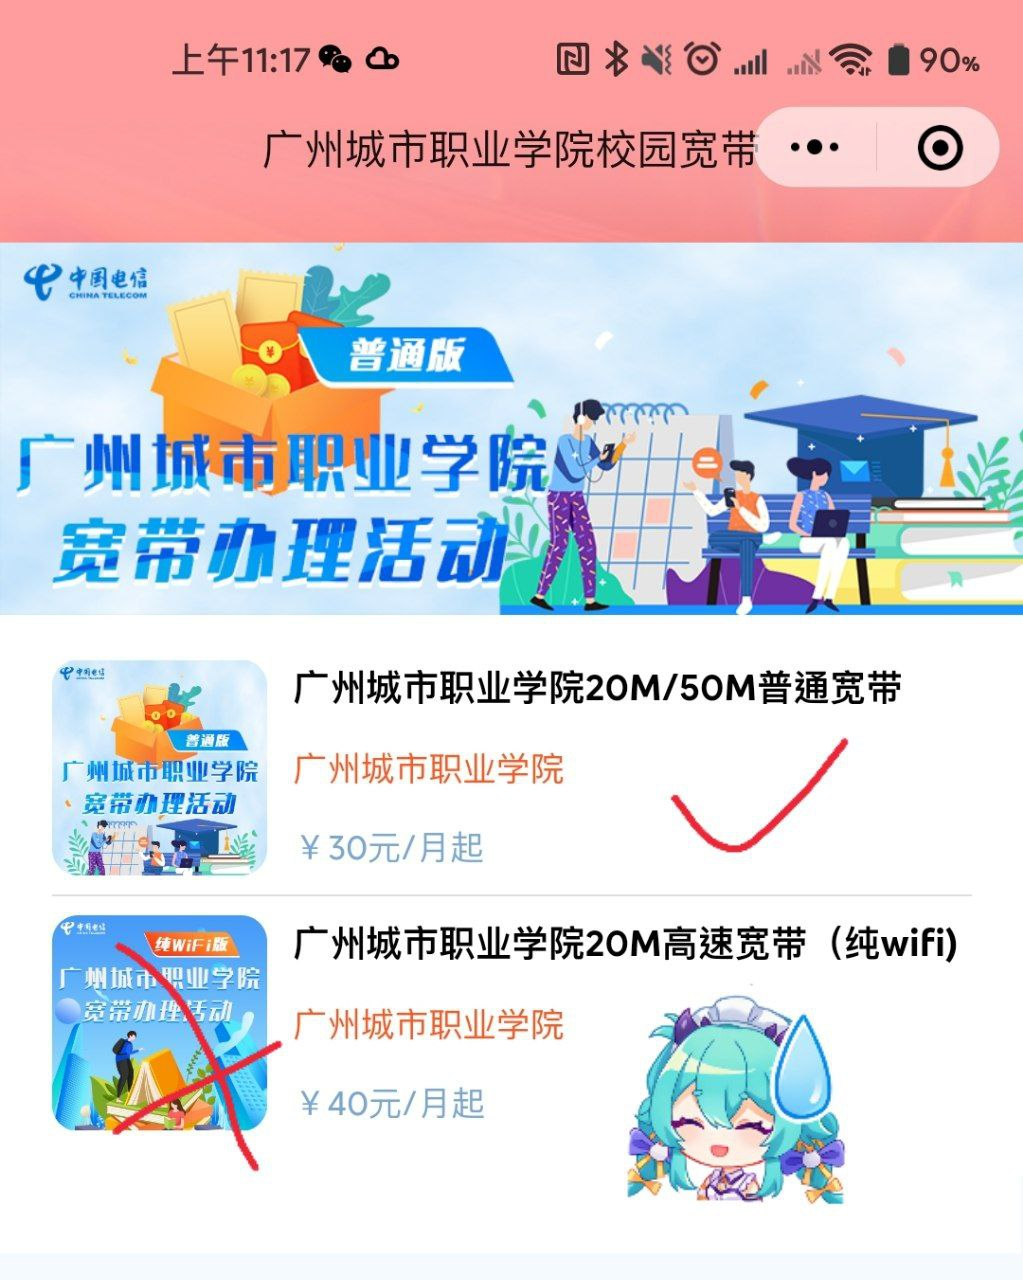 上午11:17
90%
广州城市职业学院校园宽带
中国电信
CHINA TELECOM
普通版
广州城市职业学院
宽带办理活动
中国电信
普通版
广州城市职业学院
宽带办理活动
广州城市职业学院20M/50M普通宽带
广州城市职业学院
￥30元/月起
中国电信
纯WiFi版
广州城市职业学院
宽带办理活动
广州城市职业学院20M高速宽带（纯wifi)
广州城市职业学院
￥40元/月起